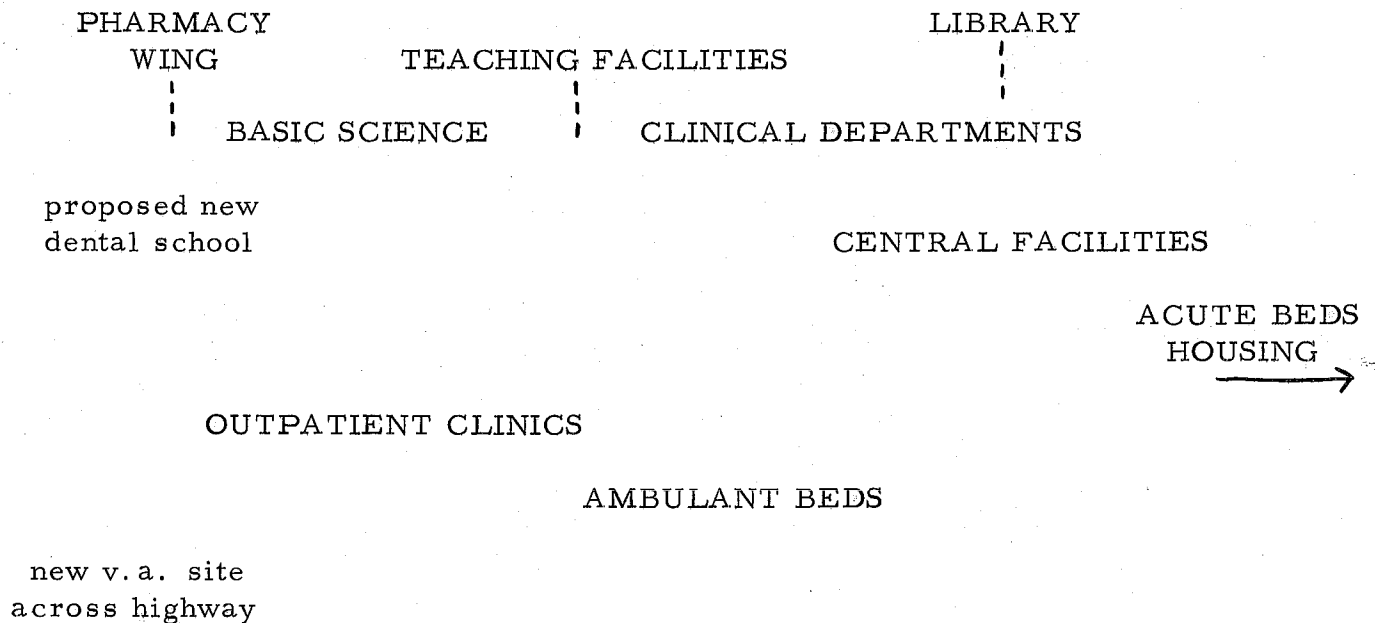 PHARMACY
WING
TEACHING FACILITIES
LIBRARY
BASIC SCIENCE
CLINICAL DEPARTMENTS
proposed new
dental school
CENTRAL FACILITIES
ACUTE BEDS
HOUSING
OUTPATIENT CLINICS
AMBULANT BEDS
new v. a. site
across highway